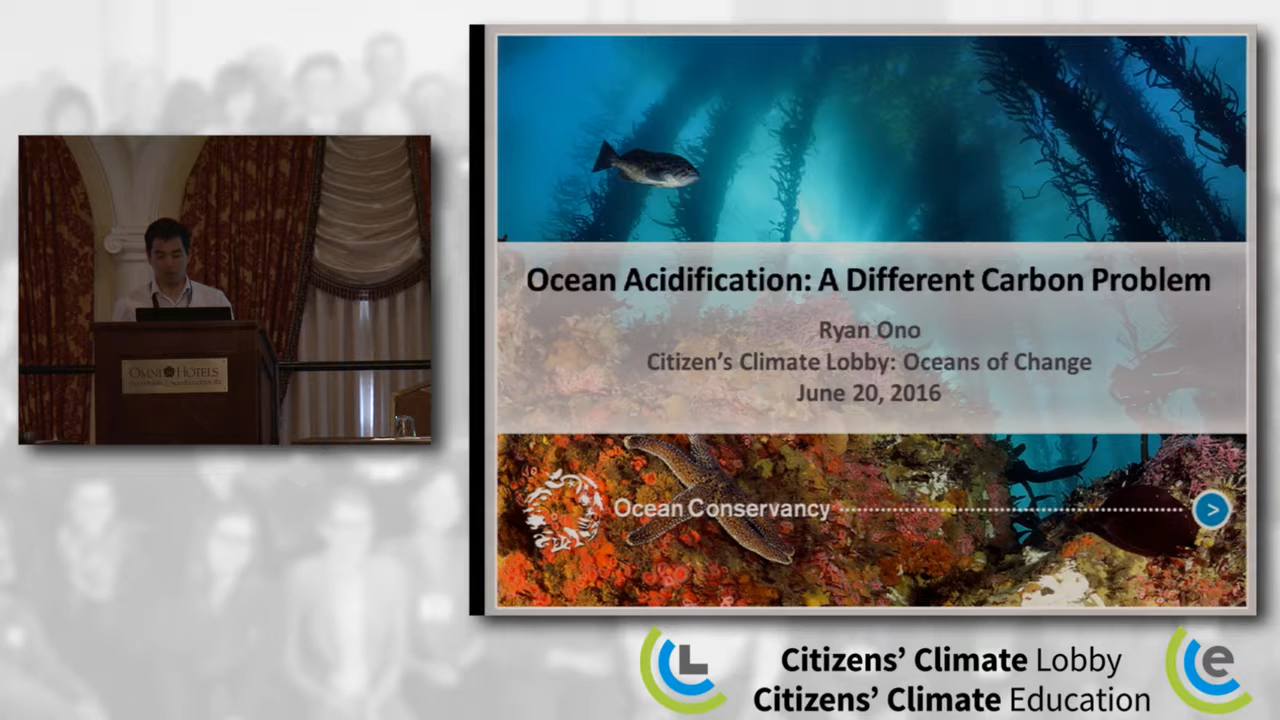 OMNI HOTELS
Ocean Acidification: A Different Carbon Problem
Ryan Ono
Citizen's Climate Lobby: Oceans of Change
June 20, 2016
Ocean Conservancy
>
L
Citizens' Climate Lobby
Citizens' Climate Education
e